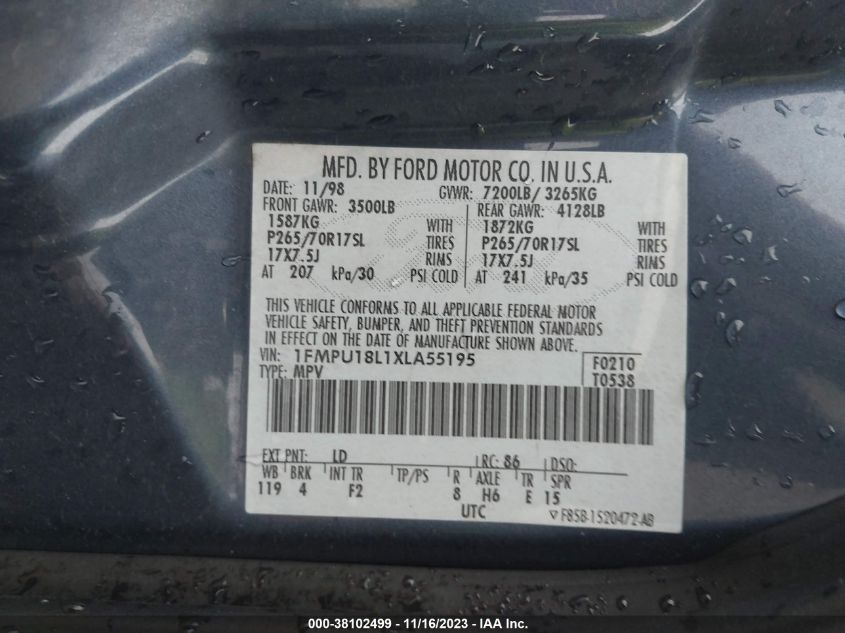 MFD. BY FORD MOTOR CO. IN U.S.A.
DATE: 11/98 GVWR: 7200LB/ 3265KG
FRONT GAWR: 3500LB REAR GAWR: 4128LB
1587KG WITH 1872KG WITH
P265/70R17SL TIRES P265/70R17SL TIRES
17X7.5J RIMS 17X7.5J RIMS
AT 207 kPa/30 PSI COLD AT 241 kPa/35 PSI COLD
THIS VEHICLE CONFORMS TO ALL APPLICABLE FEDERAL MOTOR
VEHICLE SAFETY, BUMPER, AND THEFT PREVENTION STANDARDS
IN EFFECT ON THE DATE OF MANUFACTURE SHOWN ABOVE.
VIN: 1FMPU18L1XLA55195 F0210
TYPE: MPV T0538
EXT PNT: LD RC: 86 DSO:
WB BRK INT TR TP/PS R AXLE TR SPR
119 4 F2 8 H6 E 15
UTC F85B-1520472-AB
000-38102499 - 11/16/2023 - IAA Inc.